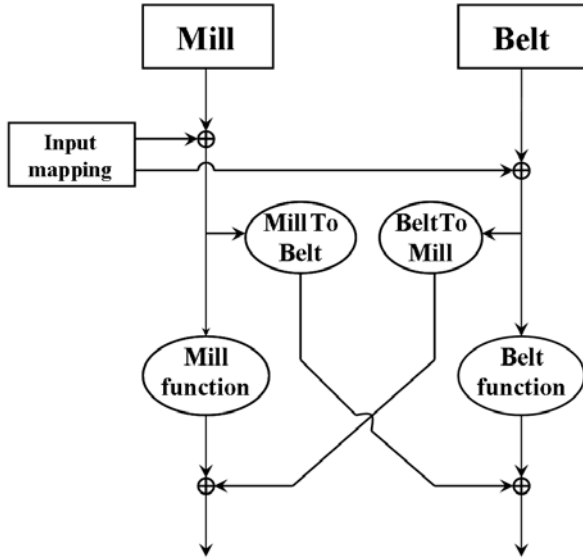 Mill
Belt
Input
mapping
Mill To
Belt
Belt To
Mill
Mill
function
Belt
function